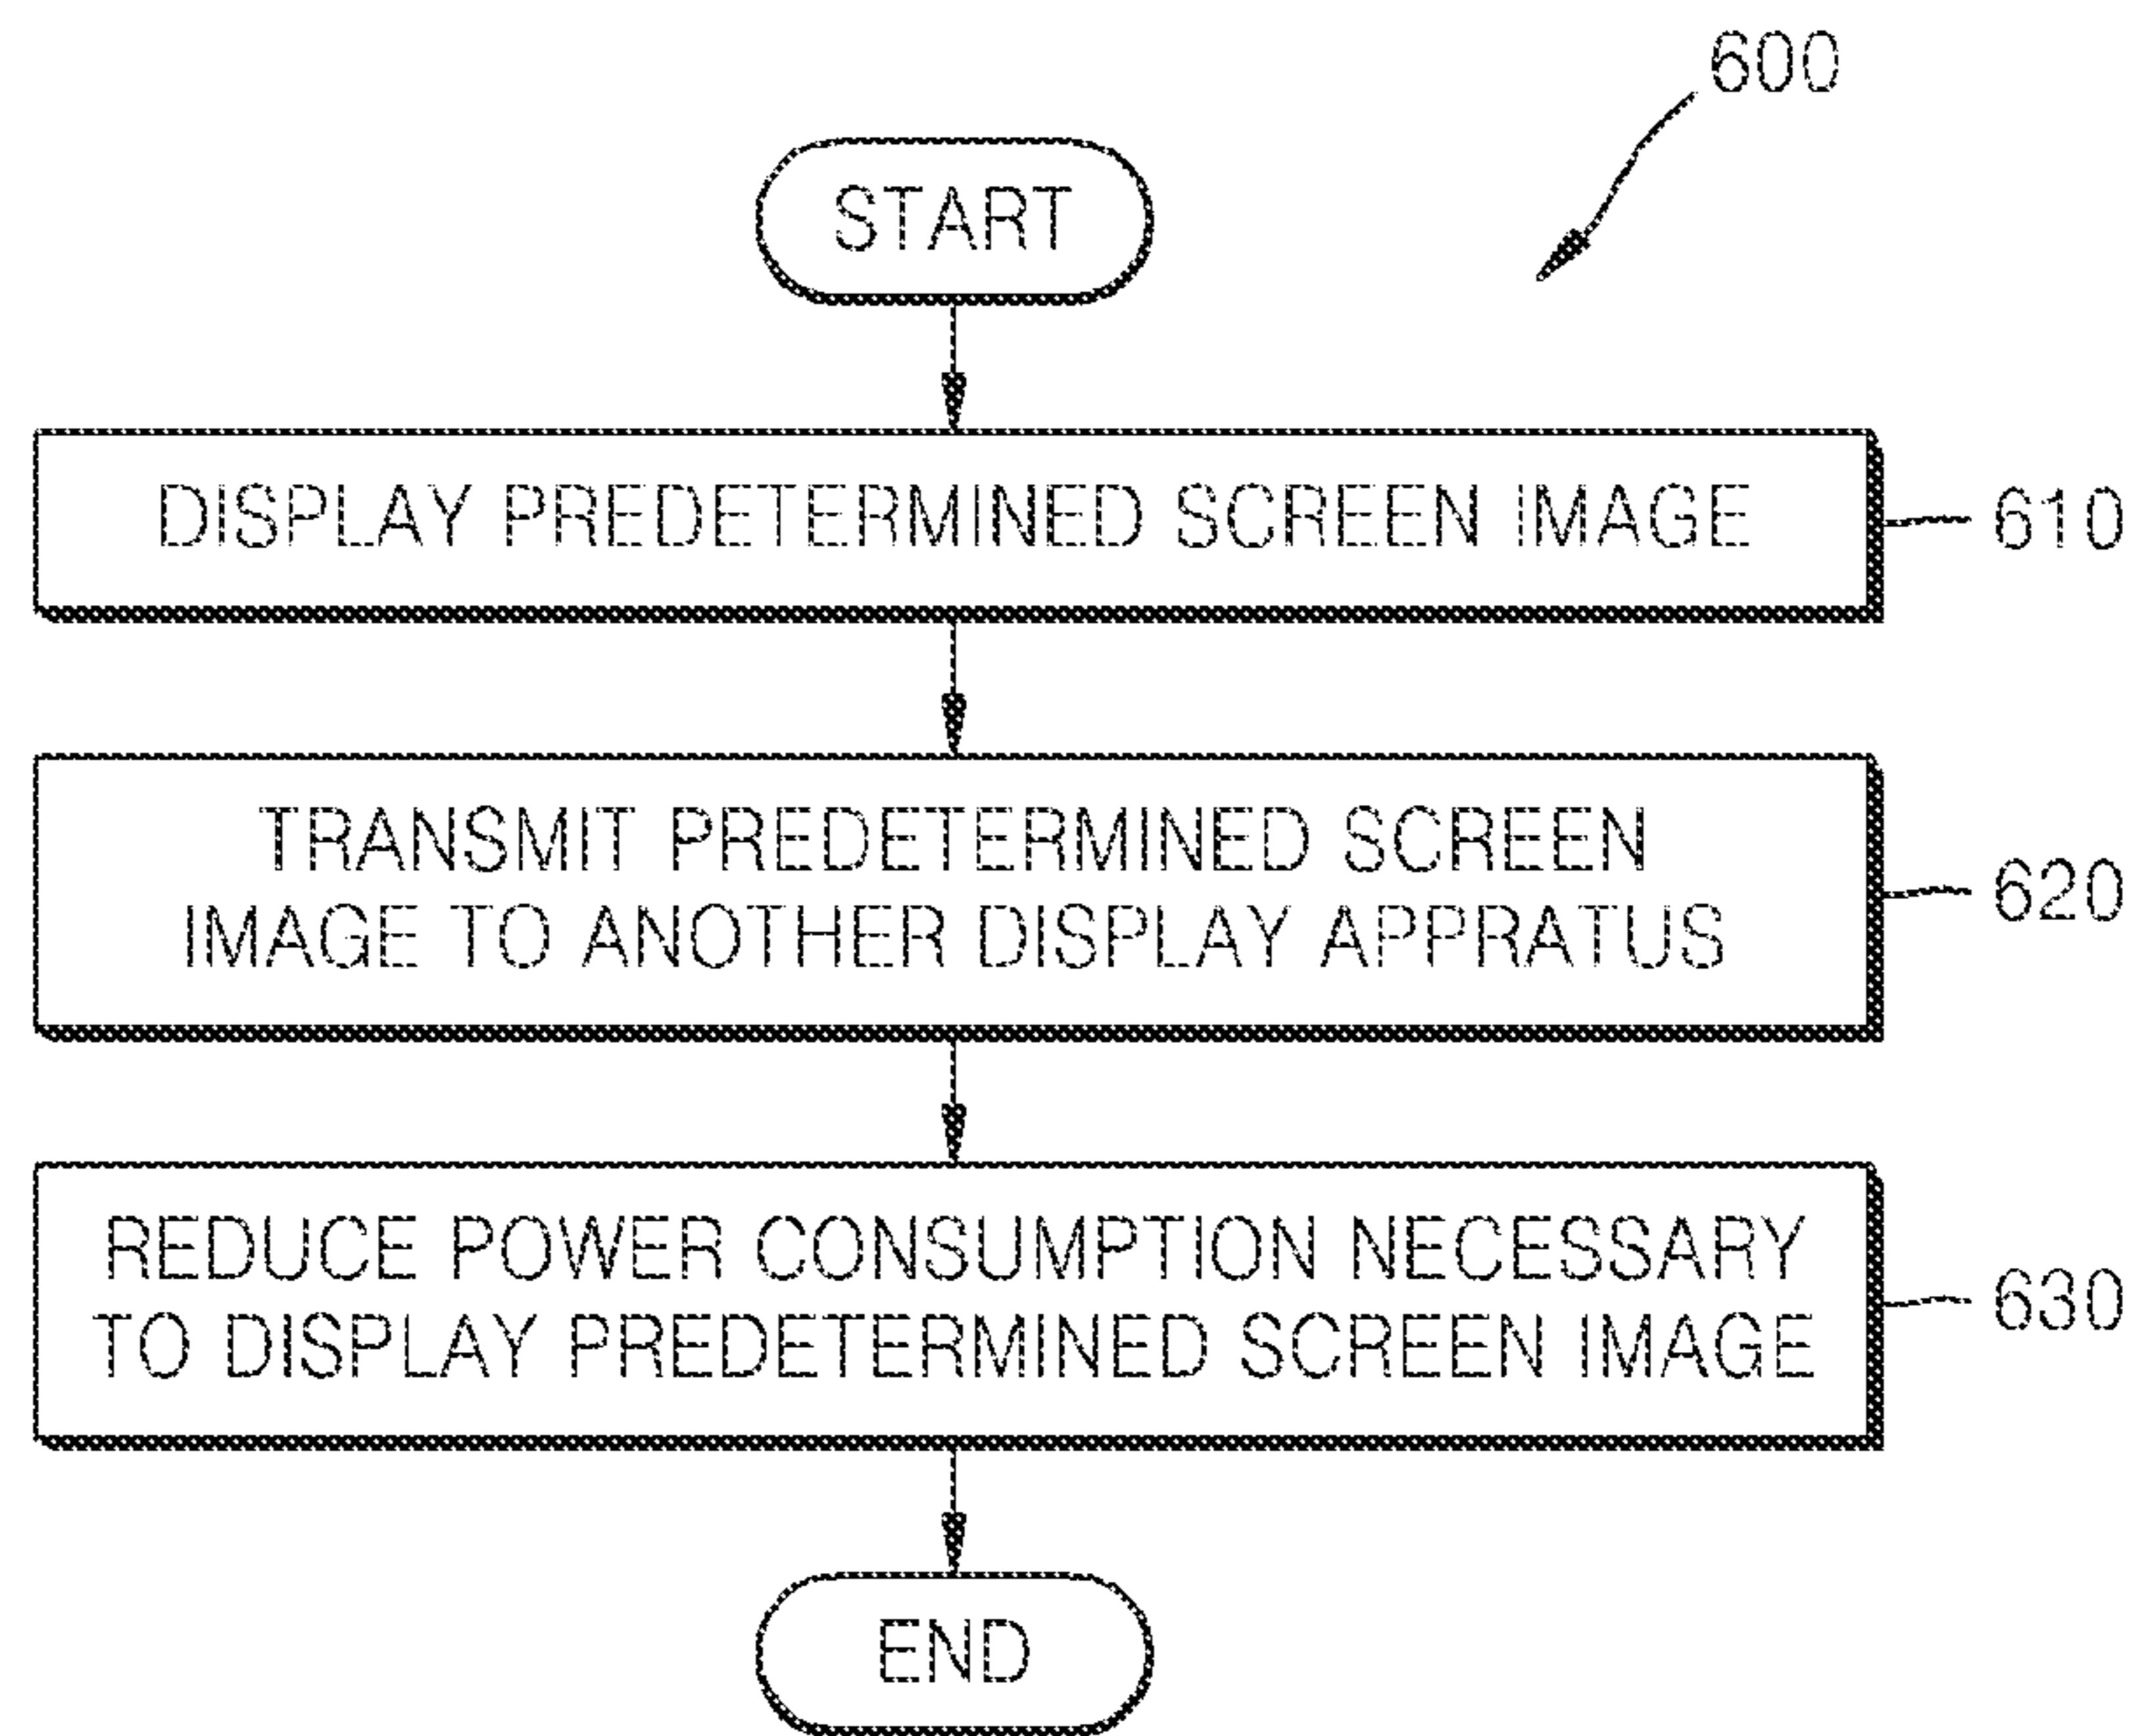 600
START
DISPLAY PREDETERMINED SCREEN IMAGE
610
TRANSMIT PREDETERMINED SCREEN
IMAGE TO ANOTHER DISPLAY APPRATUS
620
REDUCE POWER CONSUMPTION NECESSARY
TO DISPLAY PREDETERMINED SCREEN IMAGE
630
END